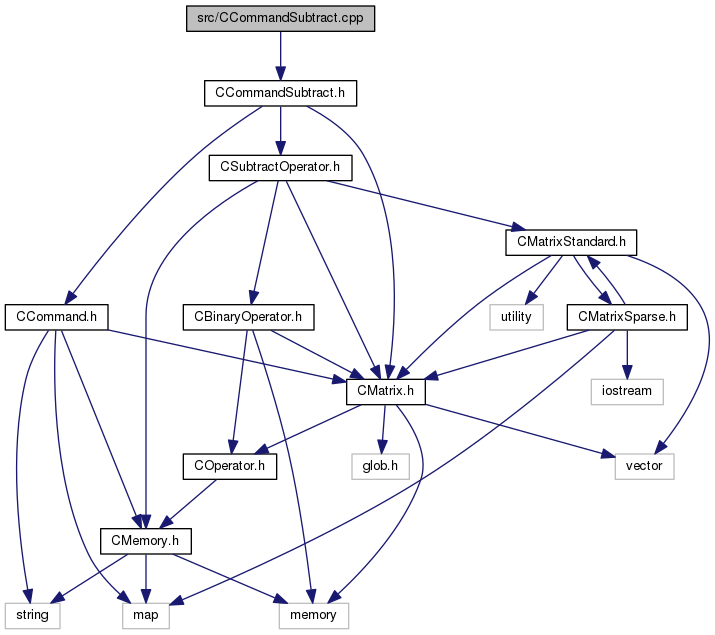 src/CCommandSubtract.cpp
CCommandSubtract.h
CSubtractOperator.h
CMatrixStandard.h
CCommand.h
CBinaryOperator.h
utility
CMatrixSparse.h
CMatrix.h
iostream
COperator.h
glob.h
vector
CMemory.h
string
map
memory